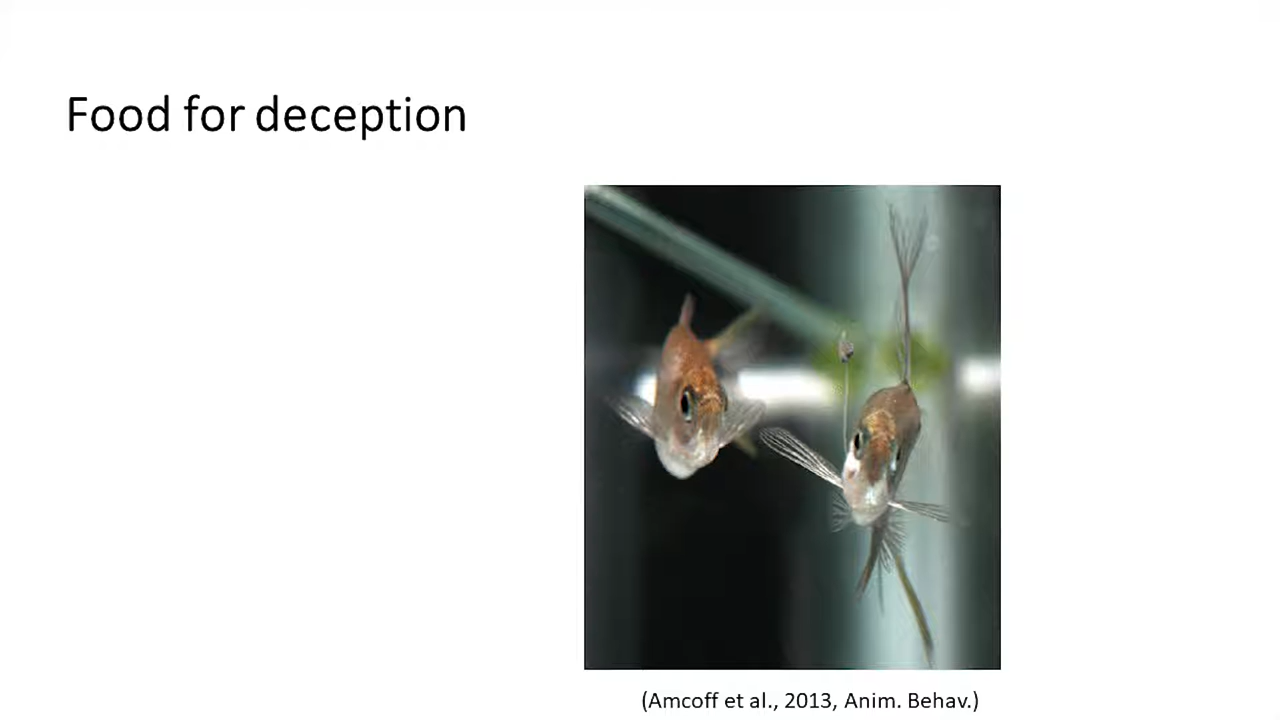 Food for deception
(Amcoff et al., 2013, Anim. Behav.)